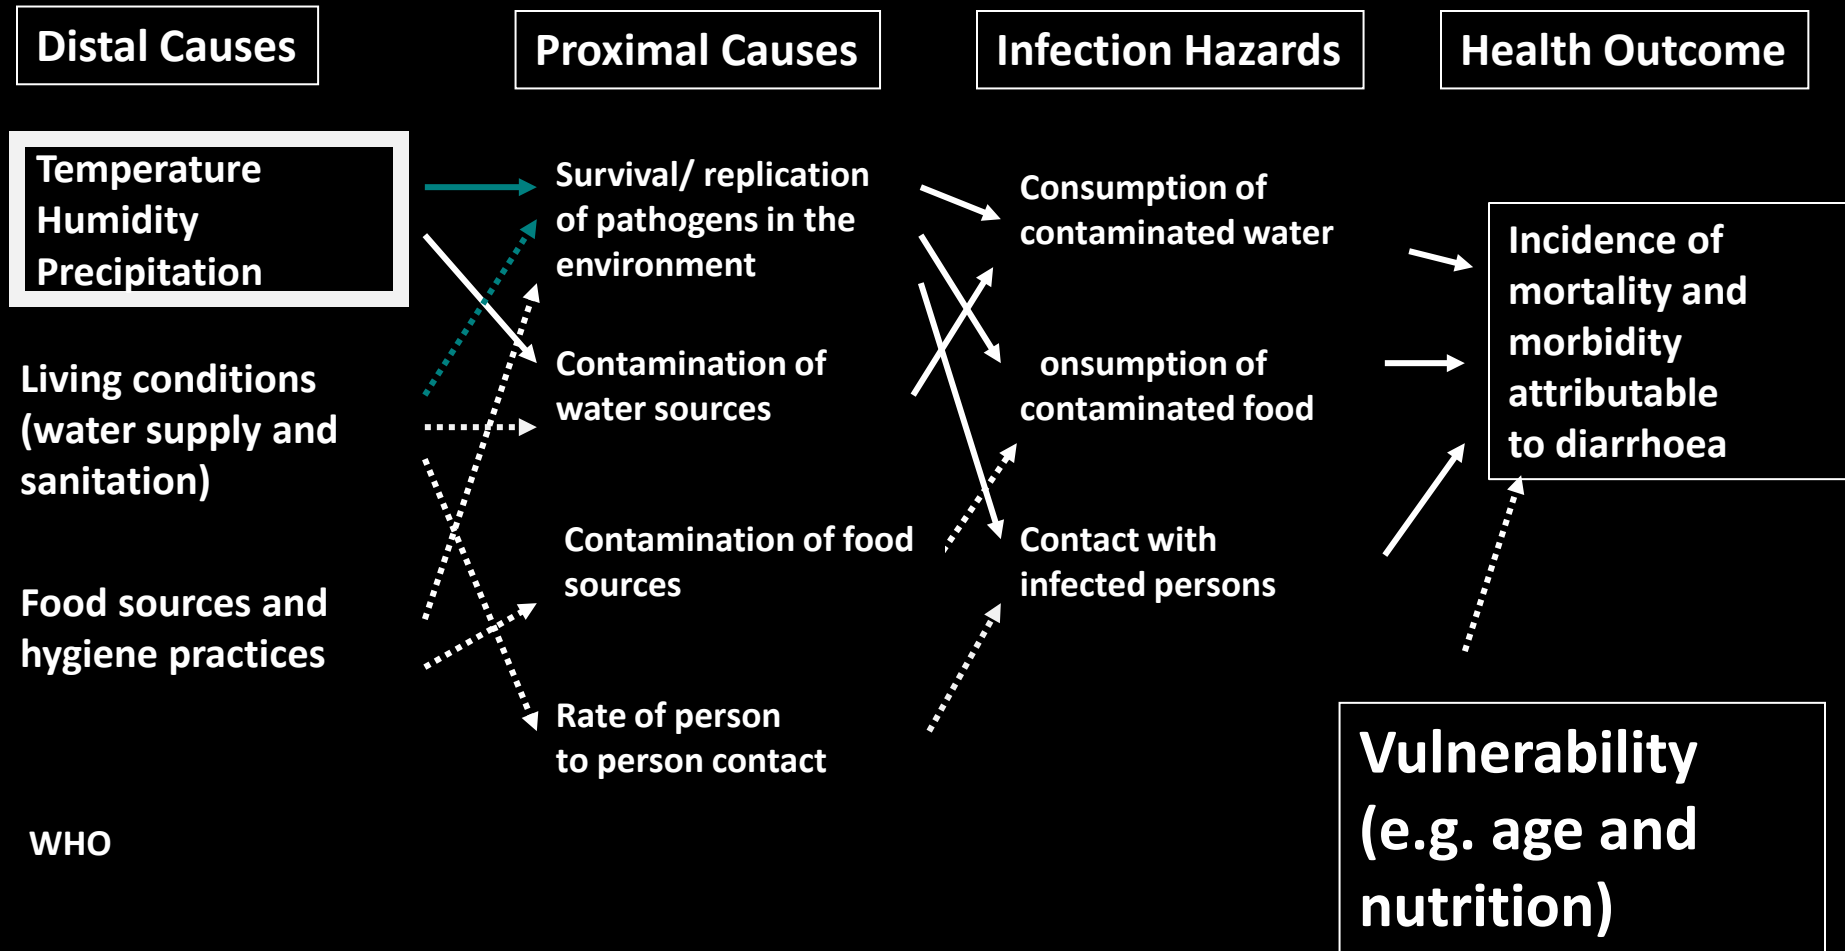 Distal Causes
Proximal Causes
Infection Hazards
Health Outcome
Temperature
Humidity
Precipitation
Living conditions
(water supply and
sanitation)
Food sources and
hygiene practices
WHO
Survival/ replication
of pathogens in the
environment
Contamination of
water sources
Contamination of food
sources
Rate of person
to person contact
Consumption of
contaminated water
onsumption of
contaminated food
Contact with
infected persons
Incidence of
mortality and
morbidity
attributable
to diarrhoea
Vulnerability
(e.g. age and
nutrition)